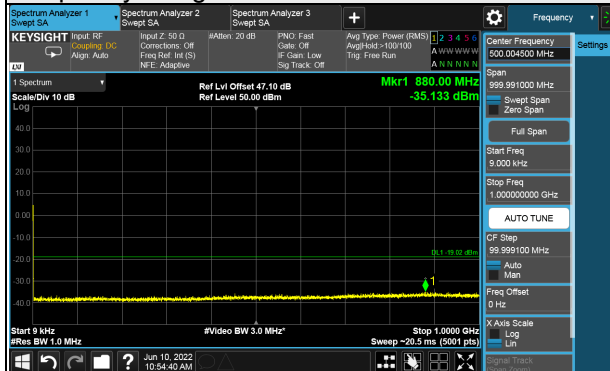 Spectrum Analyzer 1
Swept SA
Spectrum Analyzer 2
Swept SA
Spectrum Analyzer 3
Swept SA
Frequency
KEYSIGHT
Input: RF
Coupling: DC
Align: Auto
Input Z: 50 Ω
Corrections: Off
Freq Ref: Int (S)
NFE: Adaptive
#Atten: 20 dB
PNO: Fast
Gate: Off
IF Gain: Low
Sig Track: Off
Avg Type: Power (RMS)
Avg|Hold:>100/100
Trig: Free Run
1 2 3 4 5 6
A W W W W W
A N N N N N
LXI
1 Spectrum
Scale/Div 10 dB
Log
Ref Lvl Offset 47.10 dB
Ref Level 50.00 dBm
Mkr1 880.00 MHz
-35.133 dBm
40.0
30.0
20.0
10.0
0.00
-10.0
-20.0
-30.0
-40.0
DL1 -19.02 dBm
1
Start 9 kHz
#Res BW 1.0 MHz
#Video BW 3.0 MHz*
Stop 1.0000 GHz
Sweep ~20.5 ms (5001 pts)
Jun 10, 2022
10:54:40 AM
Center Frequency
500.004500 MHz
Settings
Span
999.991000 MHz
Swept Span
Zero Span
Full Span
Start Freq
9.000 kHz
Stop Freq
1.000000000 GHz
AUTO TUNE
CF Step
99.999100 MHz
Auto
Man
Freq Offset
0 Hz
X Axis Scale
Log
Lin
Signal Track
(Span Zoom)